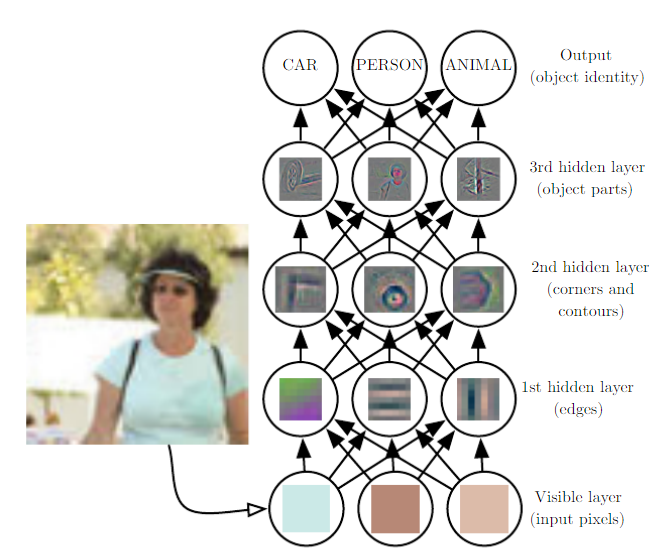 CAR PERSON ANIMAL
Output
(object identity)
3rd hidden layer
(object parts)
2nd hidden layer
(corners and
contours)
1st hidden layer
(edges)
Visible layer
(input pixels)